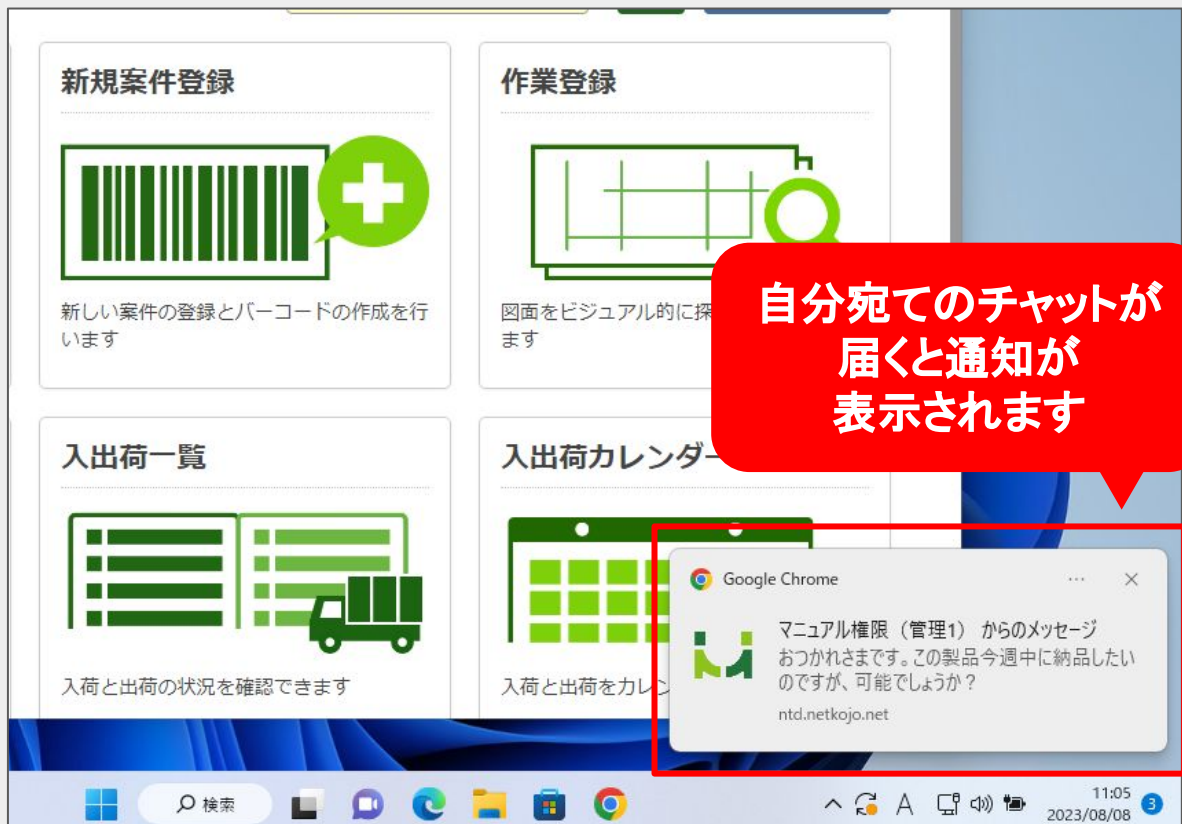 新規案件登録
新しい案件の登録とバーコードの作成を行
います
作業登録
図面をビジュアル的に探
ます
自分宛てのチャットが
届くと通知が
表示されます
入出荷一覧
入荷と出荷の状況を確認できます
入出荷カレンダー
入荷と出荷をカレン
Google Chrome
マニュアル権限（管理1） からのメッセージ
おつかれさまです。この製品今週中に納品したい
のですが、可能でしょうか？
ntd.netkojo.net
検索
A
11:05
2023/08/08
3